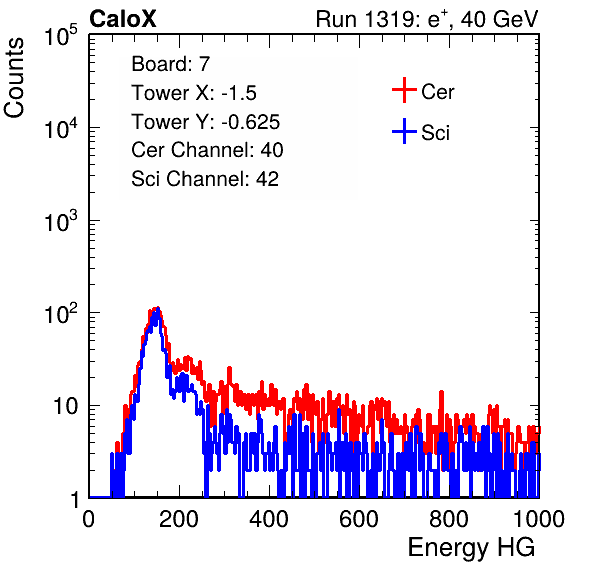 CaloX Run 1319: e⁺, 40 GeV
Counts
Board: 7
Tower X: -1.5
Tower Y: -0.625
Cer Channel: 40
Sci Channel: 42
Cer
Sci
10⁵
10⁴
10³
10²
10
1
0 200 400 600 800 1000
Energy HG